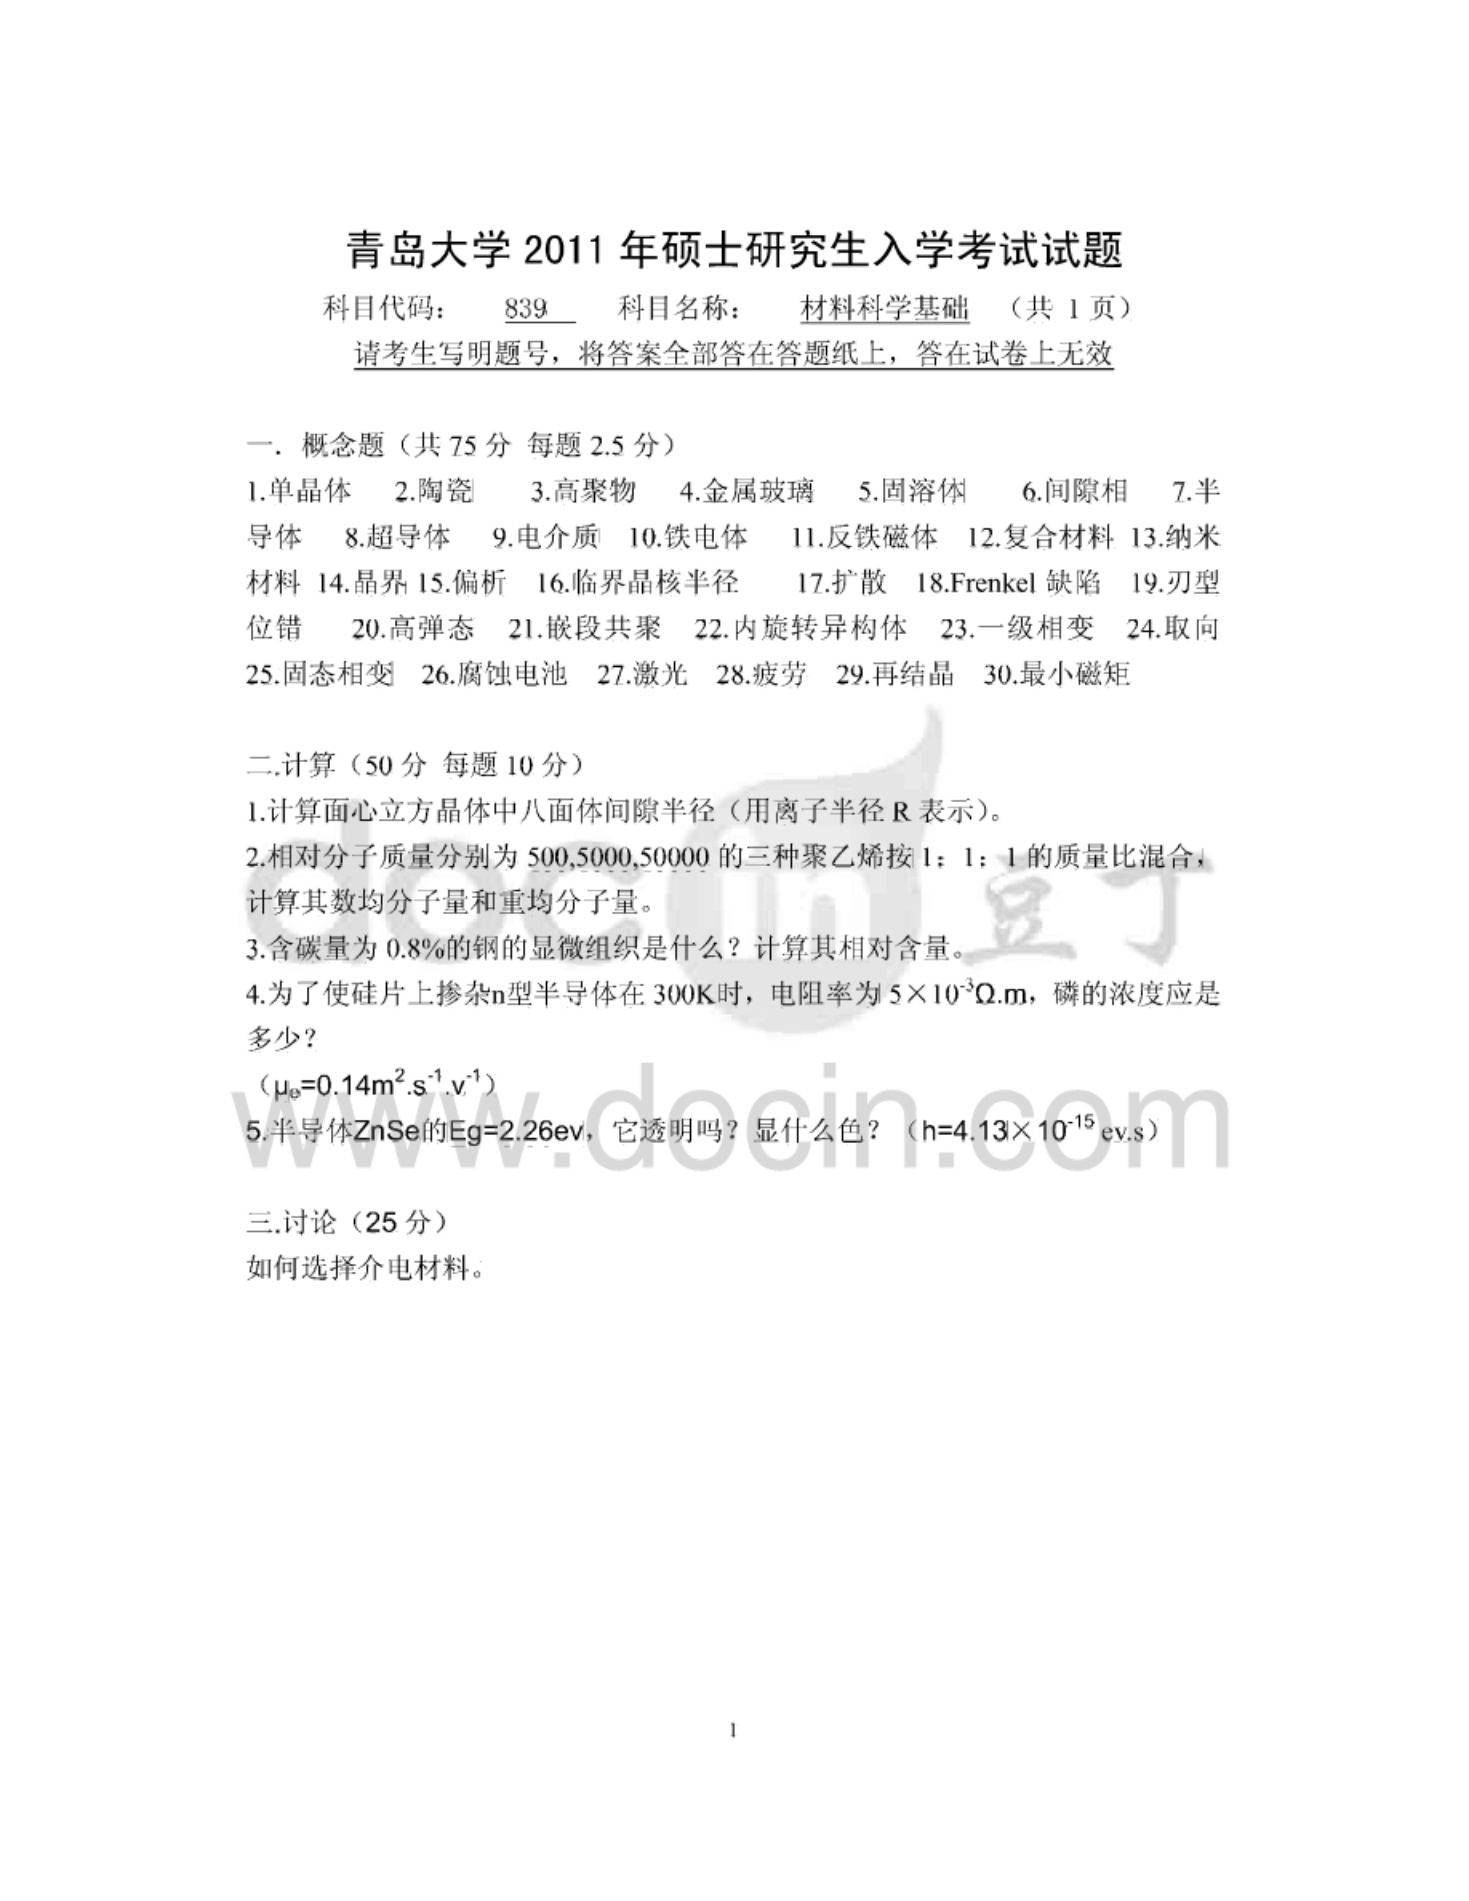 青岛大学 2011 年硕士研究生入学考试试题
科目代码： 839 科目名称： 材料科学基础 （共 1 页）
请考生写明题号，将答案全部答在答题纸上，答在试卷上无效
一．概念题（共 75 分 每题 2.5 分）
1.单晶体 2.陶瓷 3.高聚物 4.金属玻璃 5.固溶体 6.间隙相 7.半
导体 8.超导体 9.电介质 10.铁电体 11.反铁磁体 12.复合材料 13.纳米
材料 14.晶界 15.偏析 16.临界晶核半径 17.扩散 18.Frenkel 缺陷 19.刃型
位错 20.高弹态 21.嵌段共聚 22.内旋转异构体 23.一级相变 24.取向
25.固态相变 26.腐蚀电池 27.激光 28.疲劳 29.再结晶 30.最小磁矩
二.计算（50 分 每题 10 分）
1.计算面心立方晶体中八面体间隙半径（用离子半径 R 表示）。
2.相对分子质量分别为 500,5000,50000 的三种聚乙烯按 1：1：1 的质量比混合，
计算其数均分子量和重均分子量。
3.含碳量为 0.8%的钢的显微组织是什么？计算其相对含量。
4.为了使硅片上掺杂n型半导体在 300K时，电阻率为 5×10⁻³Ω.m，磷的浓度应是
多少？
（μₑ=0.14m².s⁻¹.v⁻¹）
5.半导体ZnSe的Eg=2.26ev，它透明吗？显什么色？（h=4.13×10⁻¹⁵ ev.s）
三.讨论（25 分）
如何选择介电材料。
docin 豆丁
www.docin.com
1